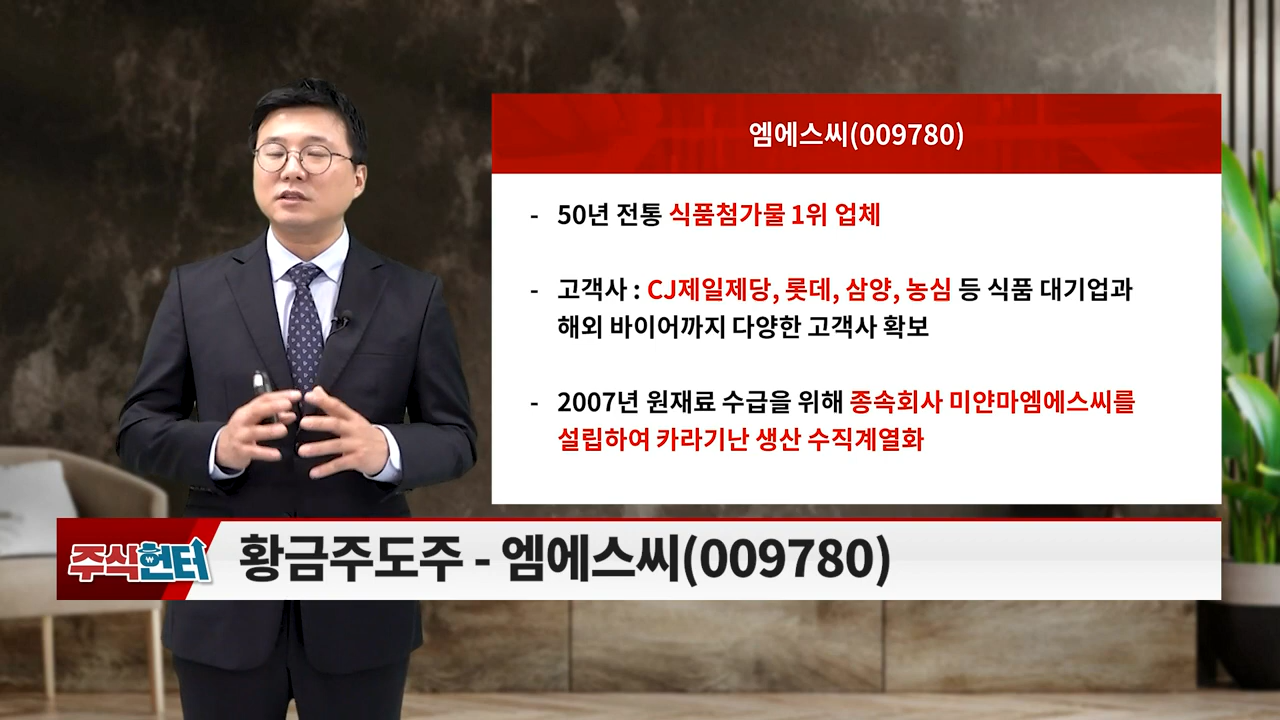 엠에스씨(009780)
- 50년 전통 식품첨가물 1위 업체
- 고객사 : CJ제일제당, 롯데, 삼양, 농심 등 식품 대기업과
해외 바이어까지 다양한 고객사 확보
- 2007년 원재료 수급을 위해 종속회사 미얀마엠에스씨를
설립하여 카라기난 생산 수직계열화
주식헌터 황금주도주 - 엠에스씨(009780)